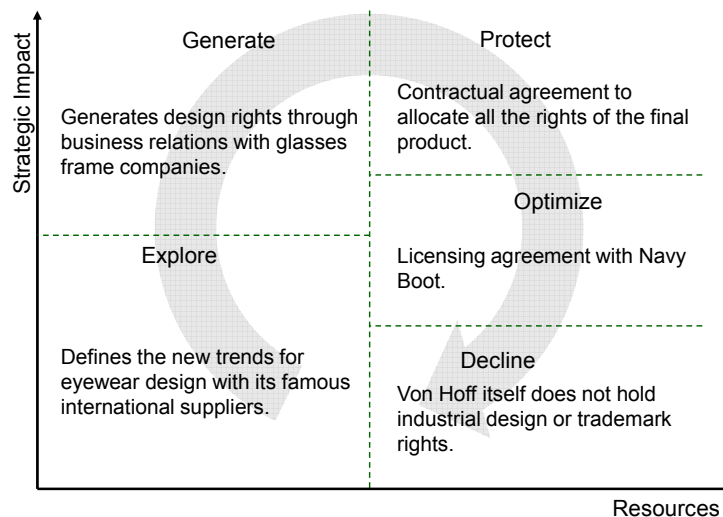 Strategic Impact
Generate
Generates design rights through
business relations with glasses
frame companies.
Protect
Contractual agreement to
allocate all the rights of the final
product.
Explore
Defines the new trends for
eyewear design with its famous
international suppliers.
Optimize
Licensing agreement with Navy
Boot.
Decline
Von Hoff itself does not hold
industrial design or trademark
rights.
Resources